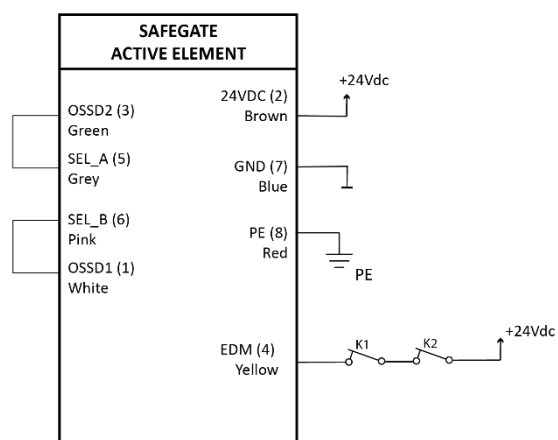 SAFEGATE
ACTIVE ELEMENT
OSSD2 (3)
Green
SEL_A (5)
Grey
SEL_B (6)
Pink
OSSD1 (1)
White
24VDC (2)
Brown
+24Vdc
GND (7)
Blue
PE (8)
Red
PE
EDM (4)
Yellow
K1
K2
+24Vdc